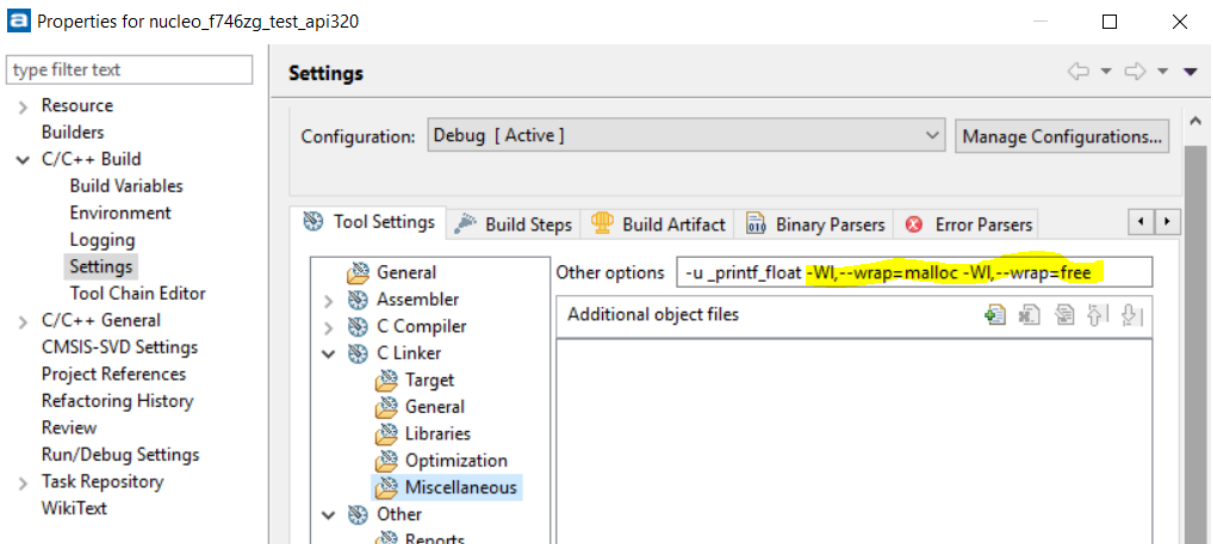 Properties for nucleo_f746zg_test_api320
type filter text
Resource
Builders
C/C++ Build
Build Variables
Environment
Logging
Settings
Tool Chain Editor
C/C++ General
CMSIS-SVD Settings
Project References
Refactoring History
Review
Run/Debug Settings
Task Repository
WikiText
Settings
Configuration: Debug [ Active ] Manage Configurations...
Tool Settings Build Steps Build Artifact Binary Parsers Error Parsers
General
Assembler
C Compiler
C Linker
Target
General
Libraries
Optimization
Miscellaneous
Other
Reports
Other options -u _printf_float -Wl,--wrap=malloc -Wl,--wrap=free
Additional object files